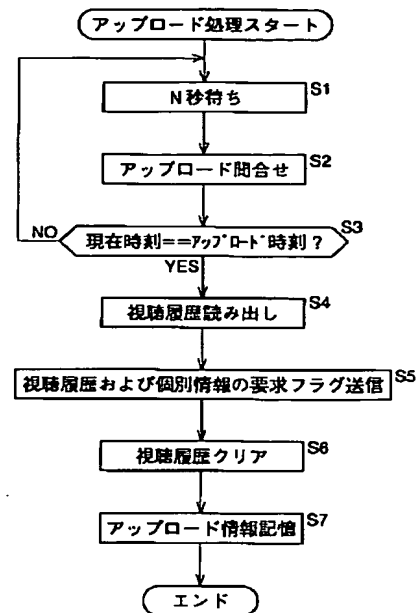 アップロード処理スタート
N秒待ち
S1
アップロード問合せ
S2
現在時刻==アップロード時刻?
S3
NO
YES
視聴履歴読み出し
S4
視聴履歴および個別情報の要求フラグ送信
S5
視聴履歴クリア
S6
アップロード情報記憶
S7
エンド